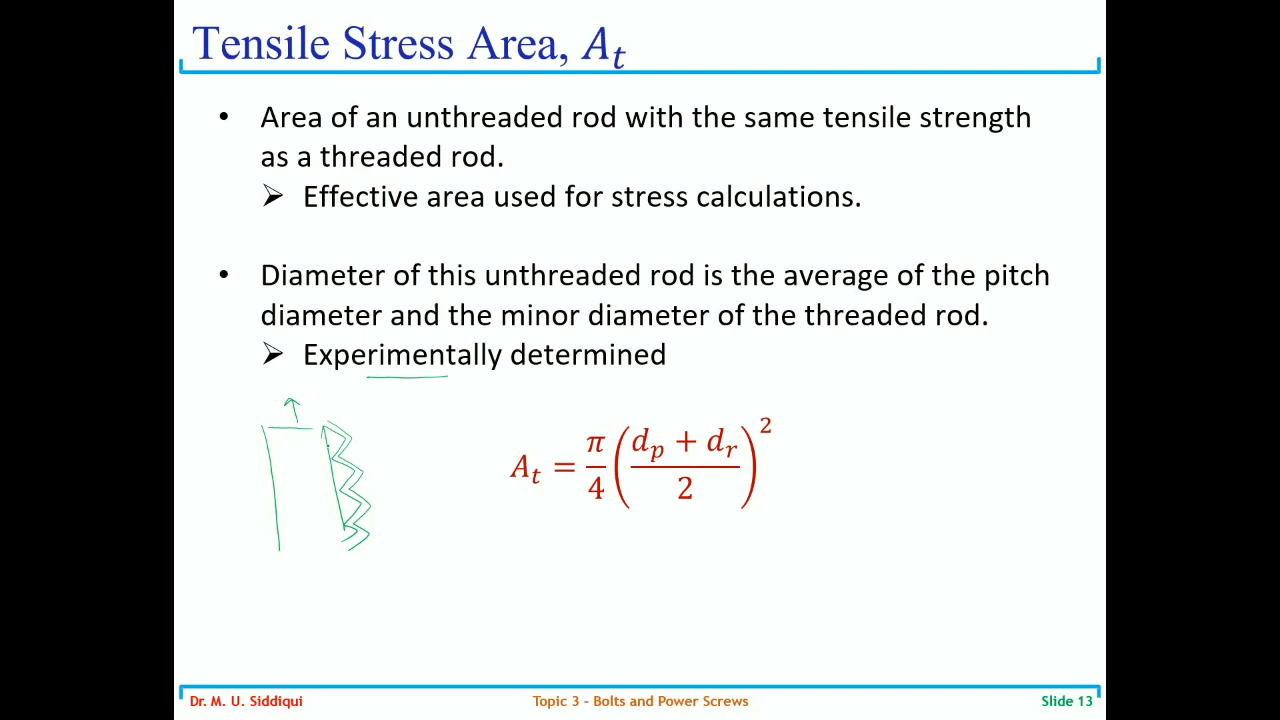 Tensile Stress Area, A_t
• Area of an unthreaded rod with the same tensile strength
as a threaded rod.
➢ Effective area used for stress calculations.
• Diameter of this unthreaded rod is the average of the pitch
diameter and the minor diameter of the threaded rod.
➢ Experimentally determined
A_t = π/4 ((d_p + d_r)/2)^2
Dr. M. U. Siddiqui
Topic 3 - Bolts and Power Screws
Slide 13